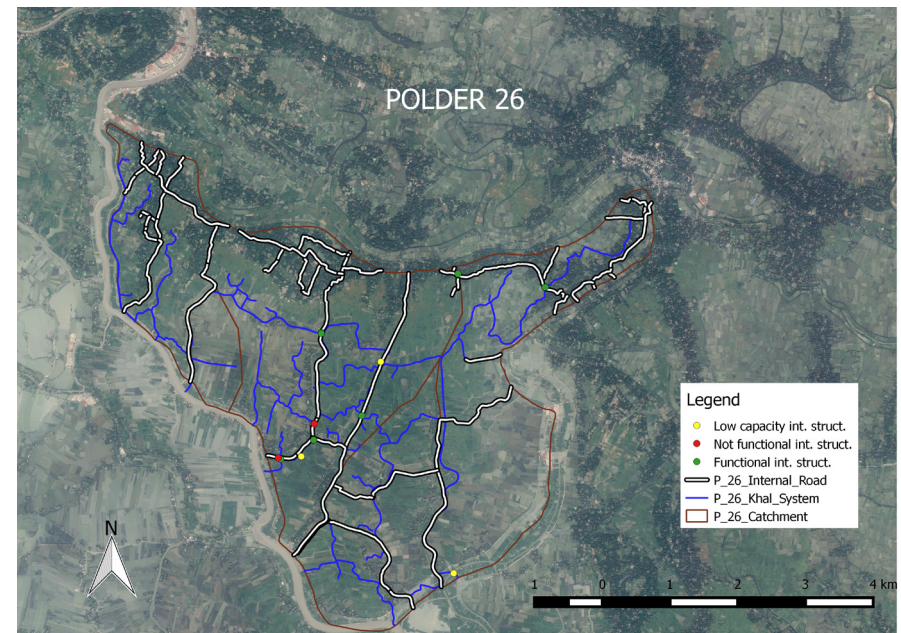 POLDER 26
Legend
Low capacity int. struct.
Not functional int. struct.
Functional int. struct.
P_26_Internal_Road
P_26_Khal_System
P_26_Catchment
N
1 0 1 2 3 4 km